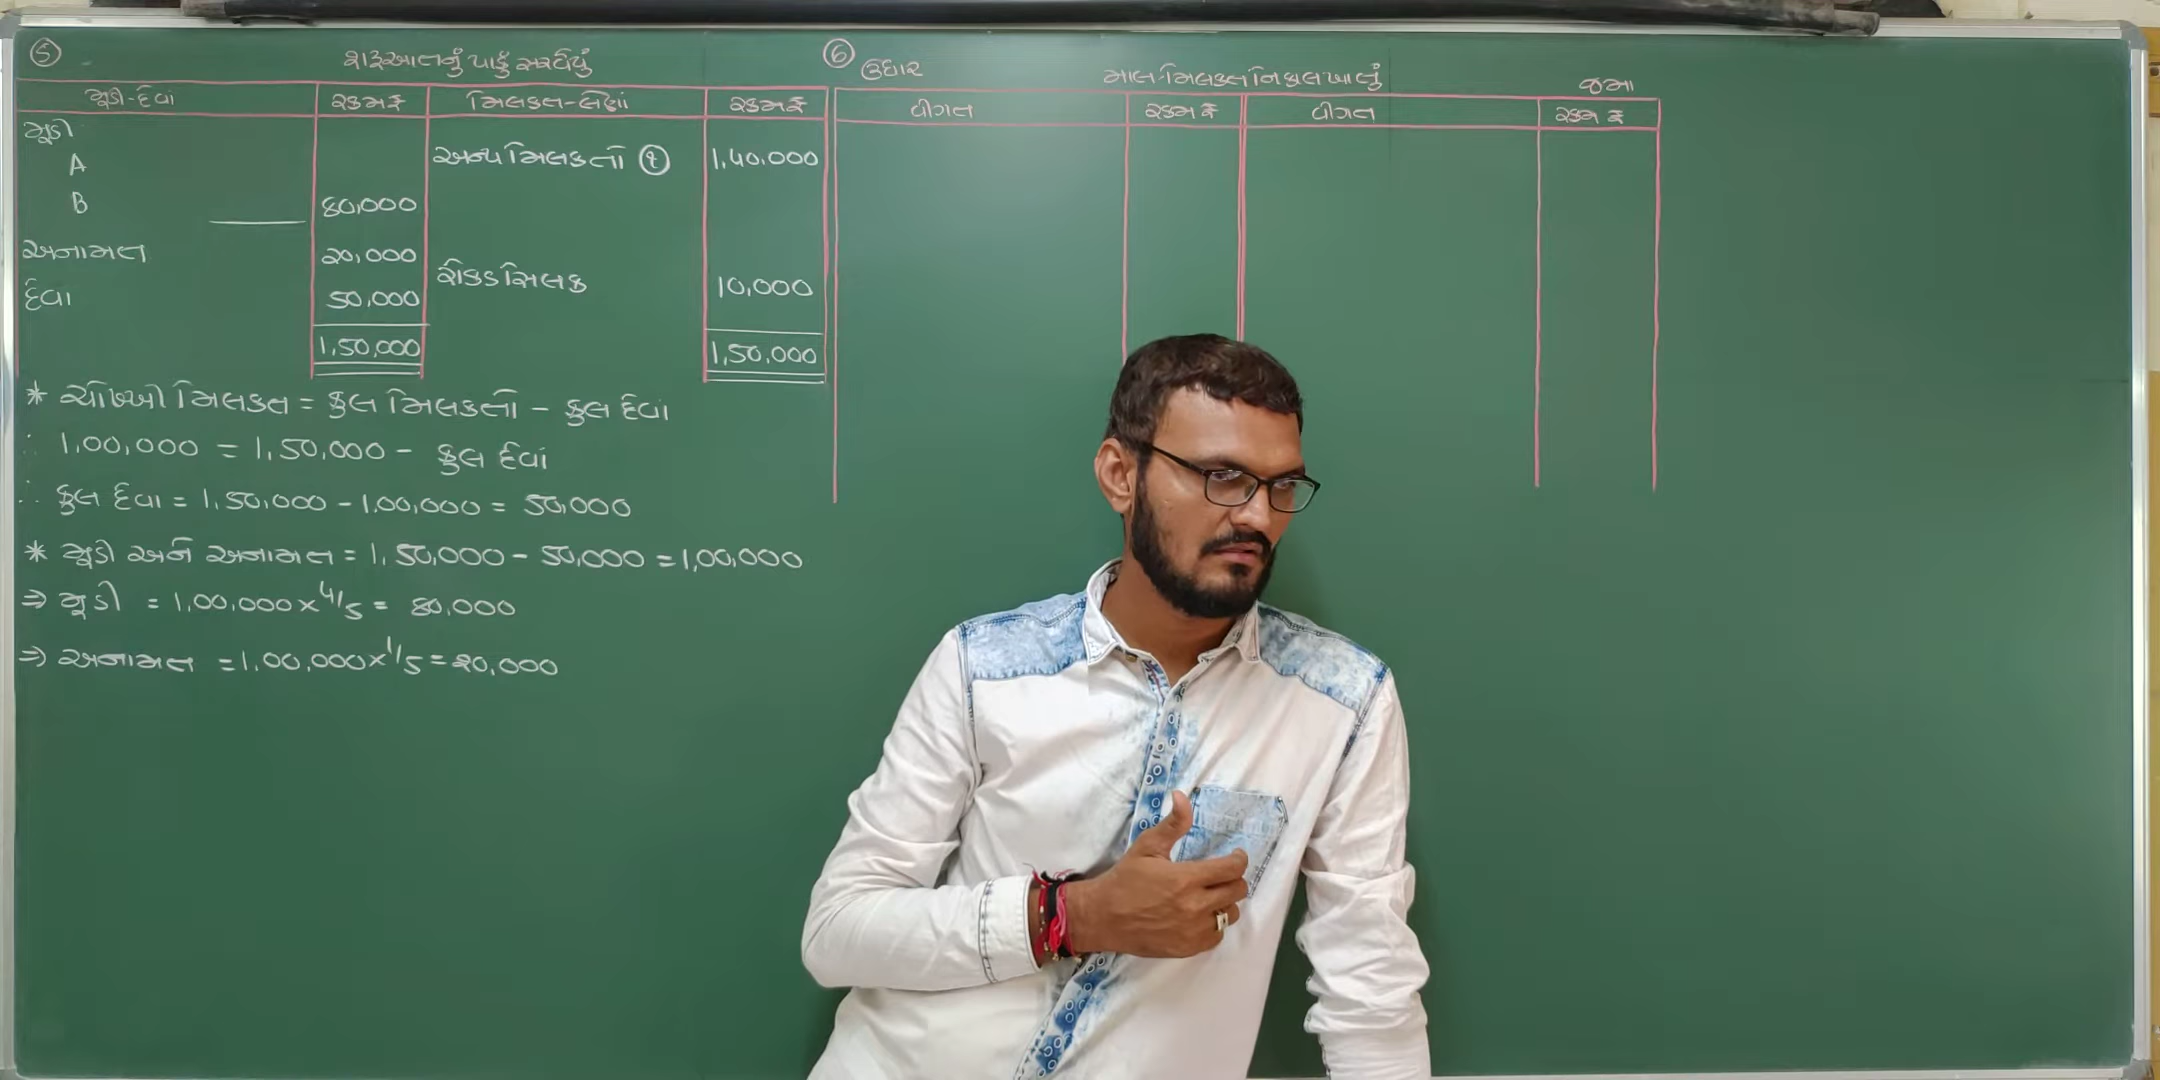 ⑤ શરૂઆતનું પાકું સરવૈયું
મૂડી-દેવાં રકમ ₹ મિલકત-લેણાં રકમ ₹
મૂડી
A અન્ય મિલકતો ① 1,40,000
B 80,000
અનામત 20,000
દેવાં 50,000 રોકડ સિલક 10,000
1,50,000 1,50,000
* ચોખ્ખી મિલકત = કુલ મિલકતો - કુલ દેવાં
∴ 1,00,000 = 1,50,000 - કુલ દેવાં
∴ કુલ દેવાં = 1,50,000 - 1,00,000 = 50,000
* મૂડી અને અનામત = 1,50,000 - 50,000 = 1,00,000
⇒ મૂડી = 1,00,000 x 4/5 = 80,000
⇒ અનામત = 1,00,000 x 1/5 = 20,000
⑥ ઉધાર માલ-મિલકત નિકાલ ખાતું જમા
વીગત રકમ ₹ વીગત રકમ ₹